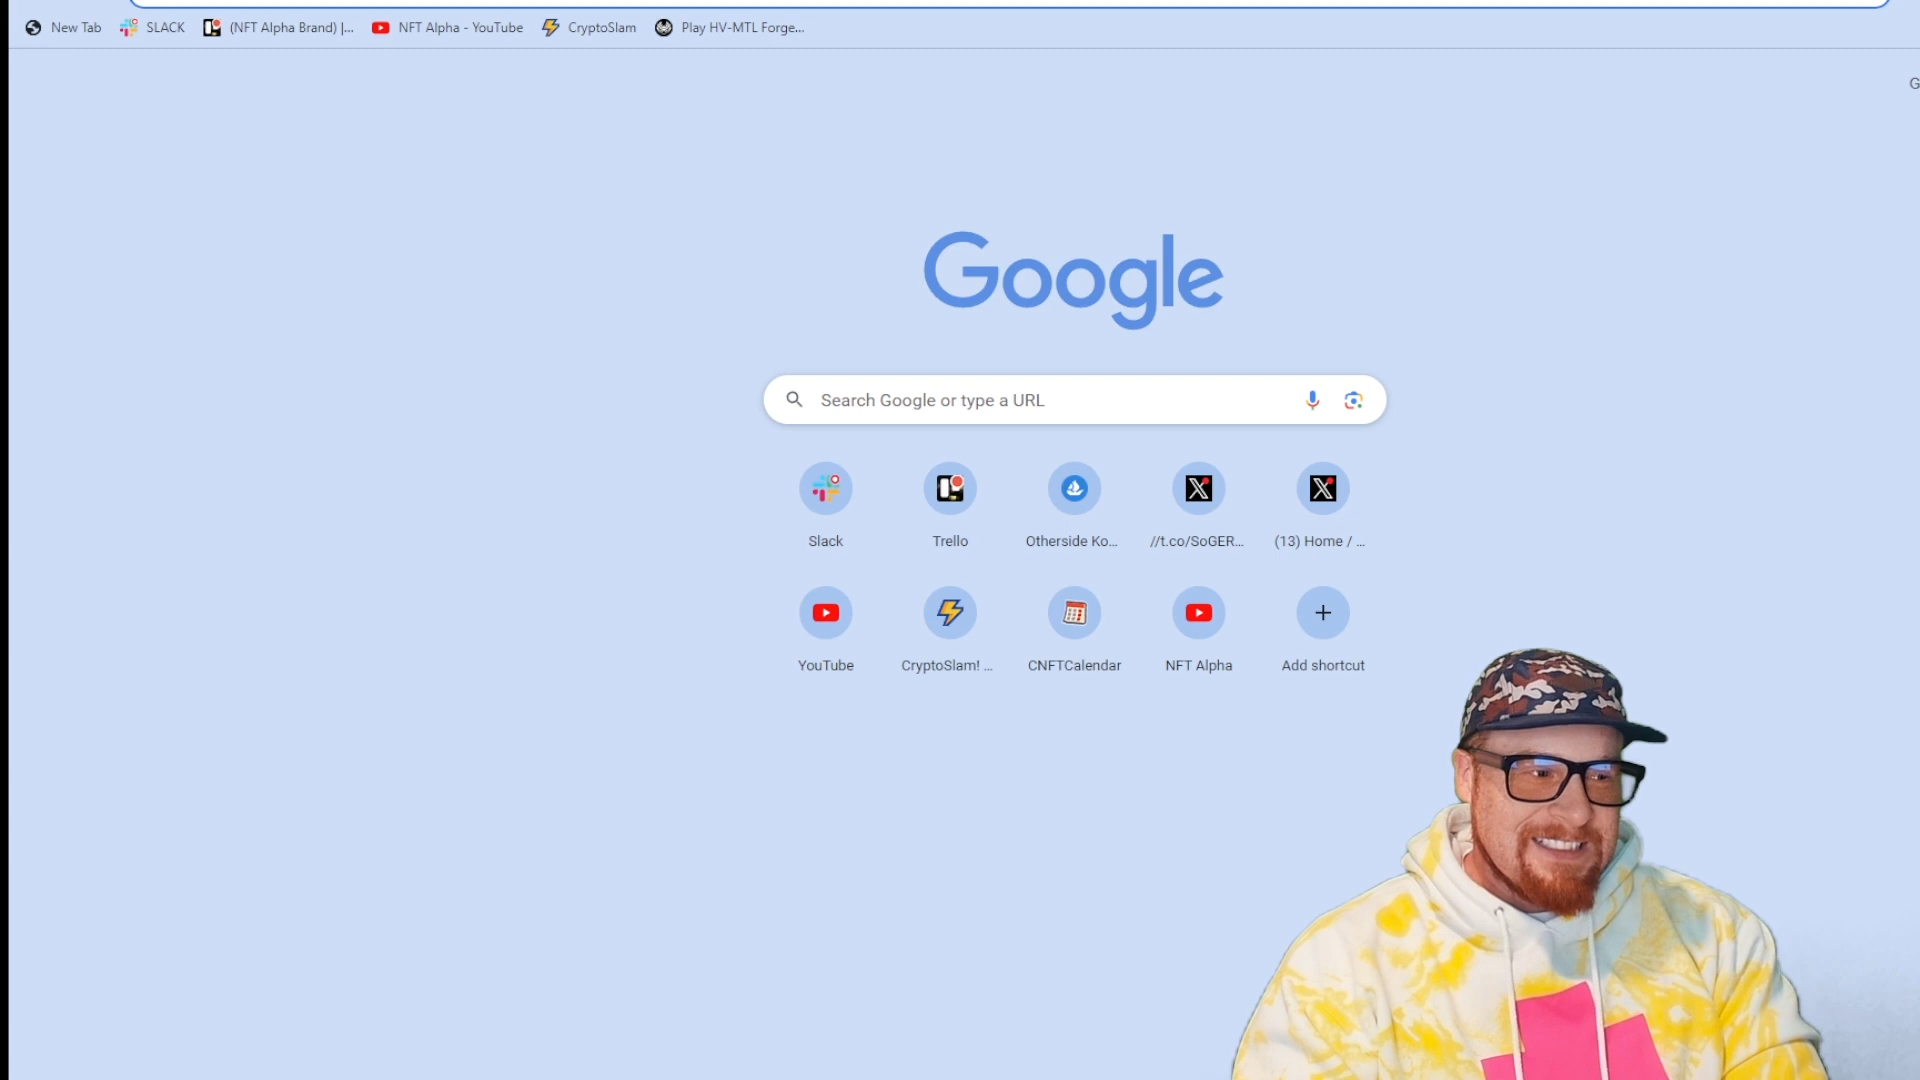 New Tab SLACK (NFT Alpha Brand) |... NFT Alpha - YouTube CryptoSlam Play HV-MTL Forge...
G
Google
Search Google or type a URL
Slack Trello Otherside Ko... //t.co/SoGER... (13) Home / ...
YouTube CryptoSlam! ... CNFTCalendar NFT Alpha Add shortcut